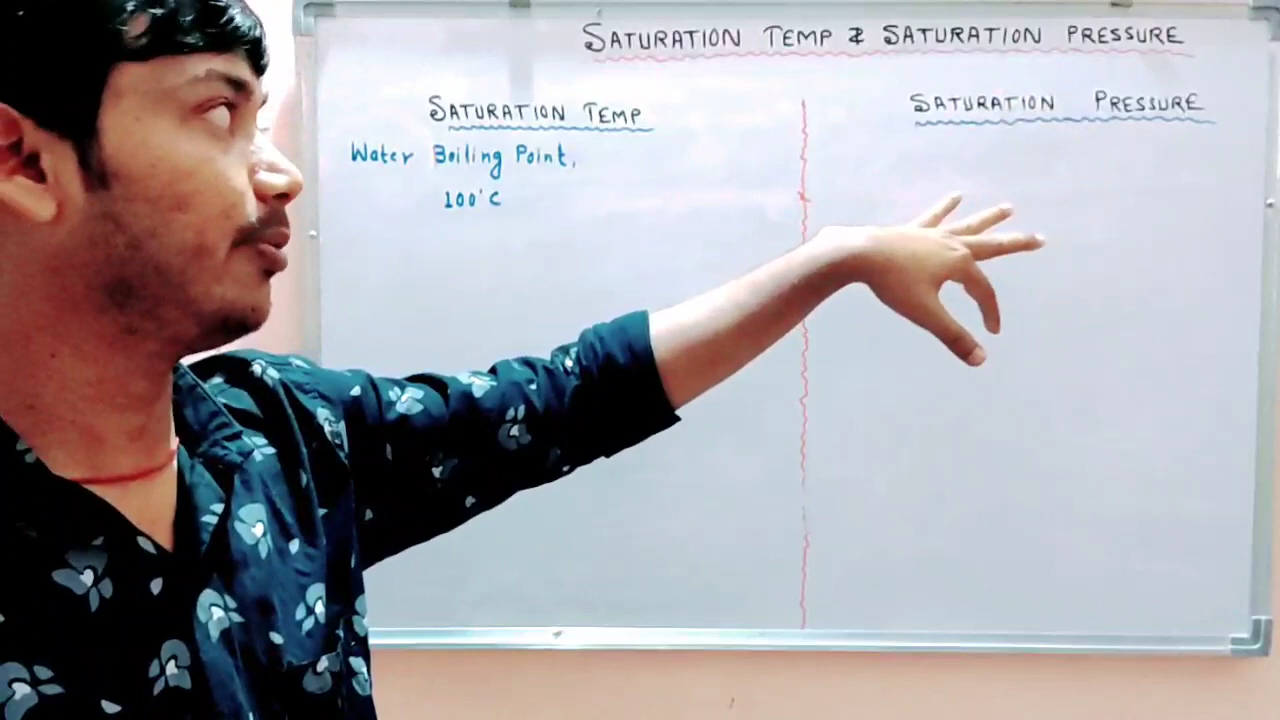 SATURATION TEMP & SATURATION PRESSURE
SATURATION TEMP
Water Boiling Point,
100°C
SATURATION PRESSURE